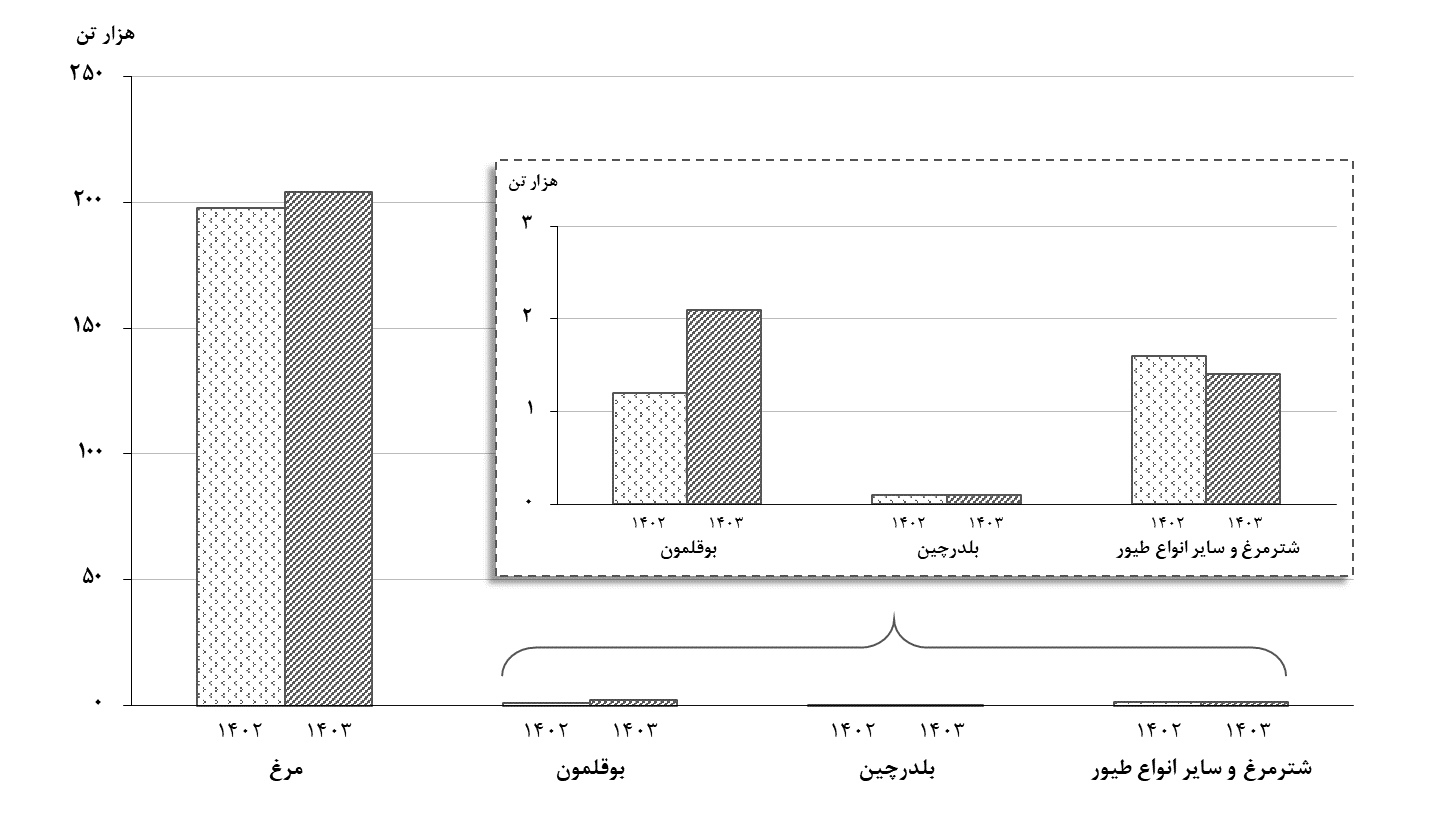 هزار تن
۲۵۰
۲۰۰
۱۵۰
۱۰۰
۵۰
۰
هزار تن
۳
۲
۱
۰
۱۴۰۲ ۱۴۰۳ ۱۴۰۲ ۱۴۰۳ ۱۴۰۲ ۱۴۰۳
بوقلمون بلدرچین شترمرغ و سایر انواع طیور
۱۴۰۲ ۱۴۰۳ ۱۴۰۲ ۱۴۰۳ ۱۴۰۲ ۱۴۰۳ ۱۴۰۲ ۱۴۰۳
مرغ بوقلمون بلدرچین شترمرغ و سایر انواع طیور